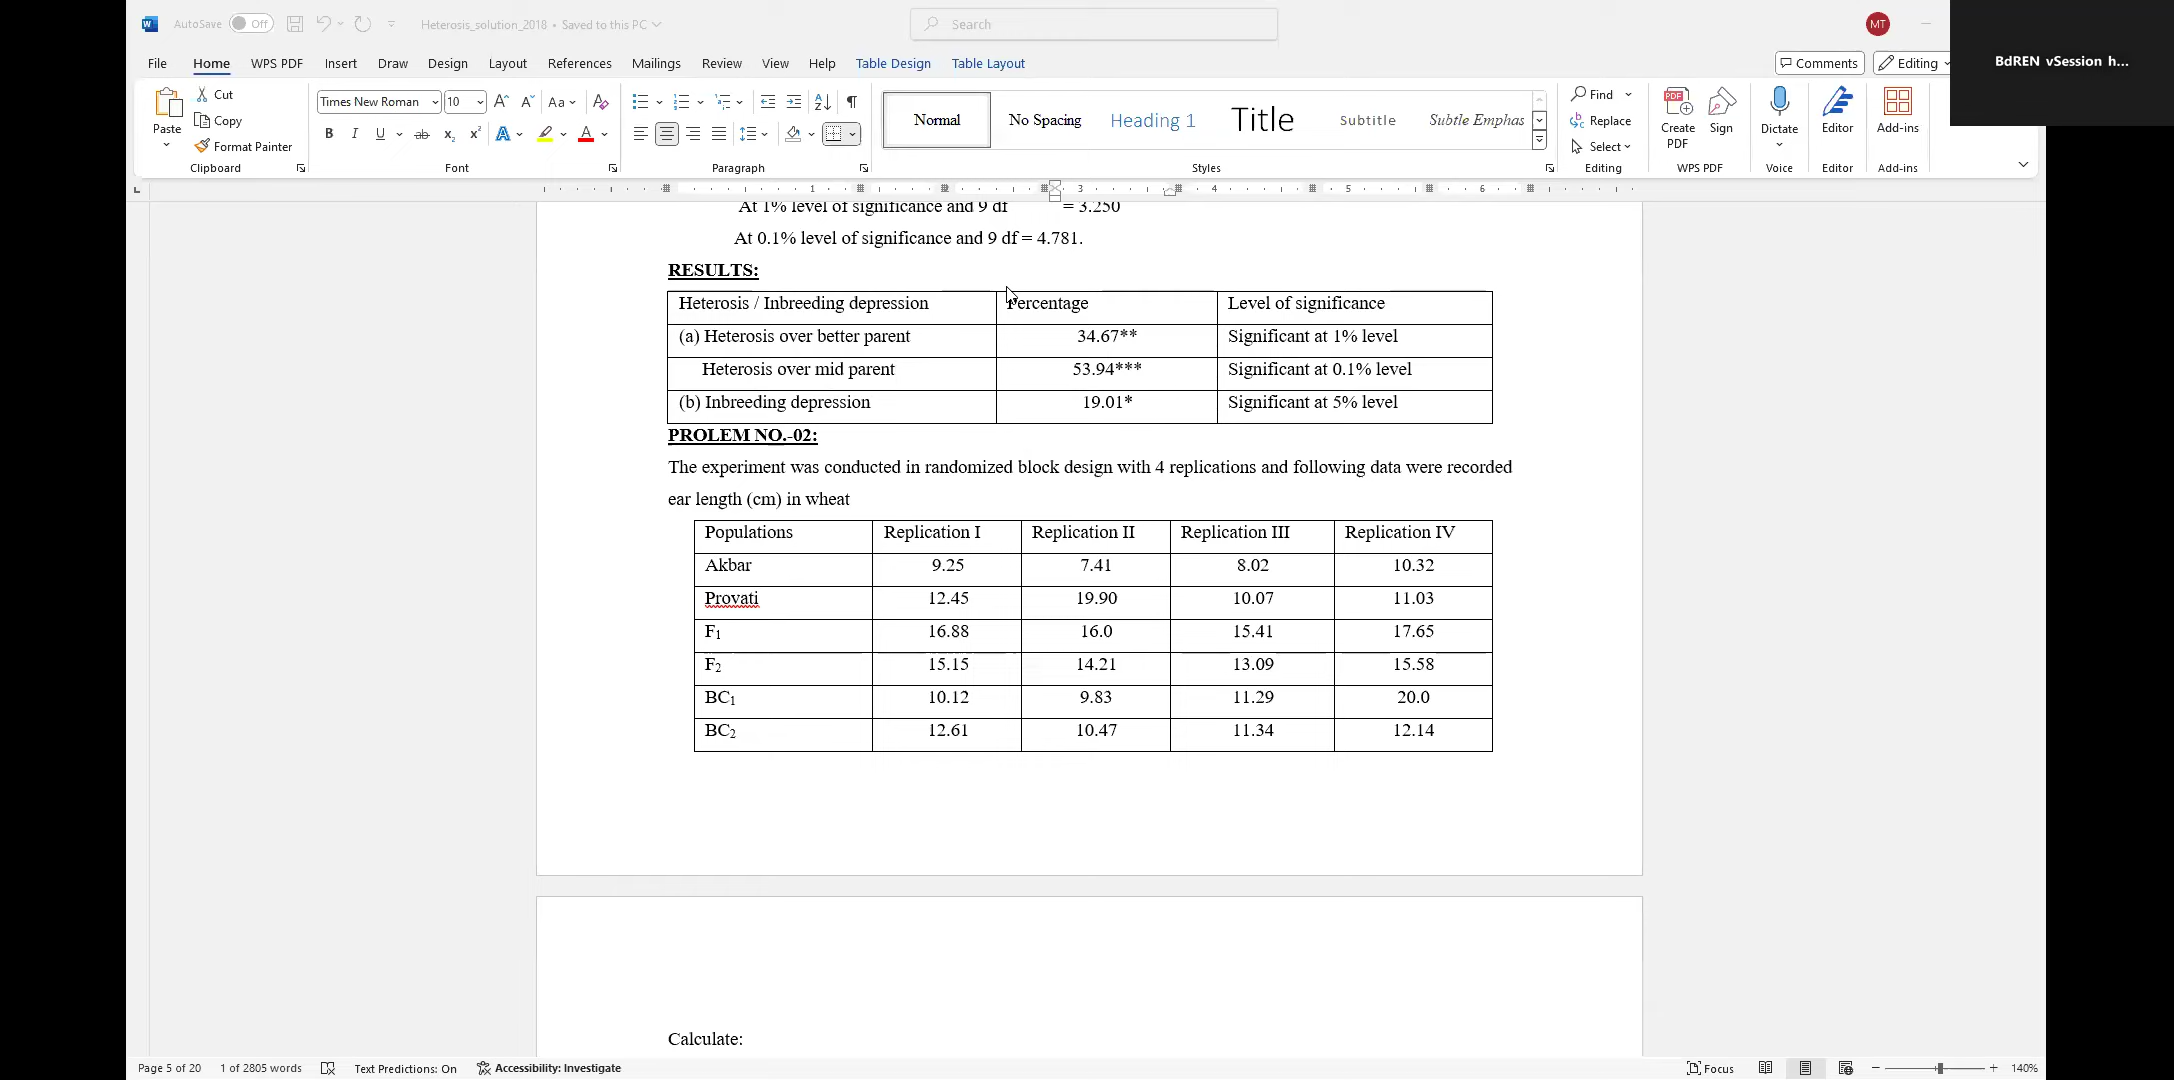 AutoSave Off Heterosis_solution_2018 • Saved to this PC Search MT
BdREN vSession h...
File Home WPS PDF Insert Draw Design Layout References Mailings Review View Help Table Design Table Layout Comments Editing
Paste Cut Copy Format Painter
Clipboard
Times New Roman 10
Font
Paragraph
Normal No Spacing Heading 1 Title Subtitle Subtle Emphas
Styles
Find Replace Select
Editing
Create PDF Sign
WPS PDF
Dictate
Voice
Editor
Editor
Add-ins
Add-ins
1 3 4 5 6
At 1% level of significance and 9 df = 3.250
At 0.1% level of significance and 9 df = 4.781.
RESULTS:
Heterosis / Inbreeding depression Percentage Level of significance
(a) Heterosis over better parent 34.67** Significant at 1% level
Heterosis over mid parent 53.94*** Significant at 0.1% level
(b) Inbreeding depression 19.01* Significant at 5% level
PROLEM NO.-02:
The experiment was conducted in randomized block design with 4 replications and following data were recorded
ear length (cm) in wheat
Populations Replication I Replication II Replication III Replication IV
Akbar 9.25 7.41 8.02 10.32
Provati 12.45 19.90 10.07 11.03
F1 16.88 16.0 15.41 17.65
F2 15.15 14.21 13.09 15.58
BC1 10.12 9.83 11.29 20.0
BC2 12.61 10.47 11.34 12.14
Calculate:
Page 5 of 20 1 of 2805 words Text Predictions: On Accessibility: Investigate Focus 140%